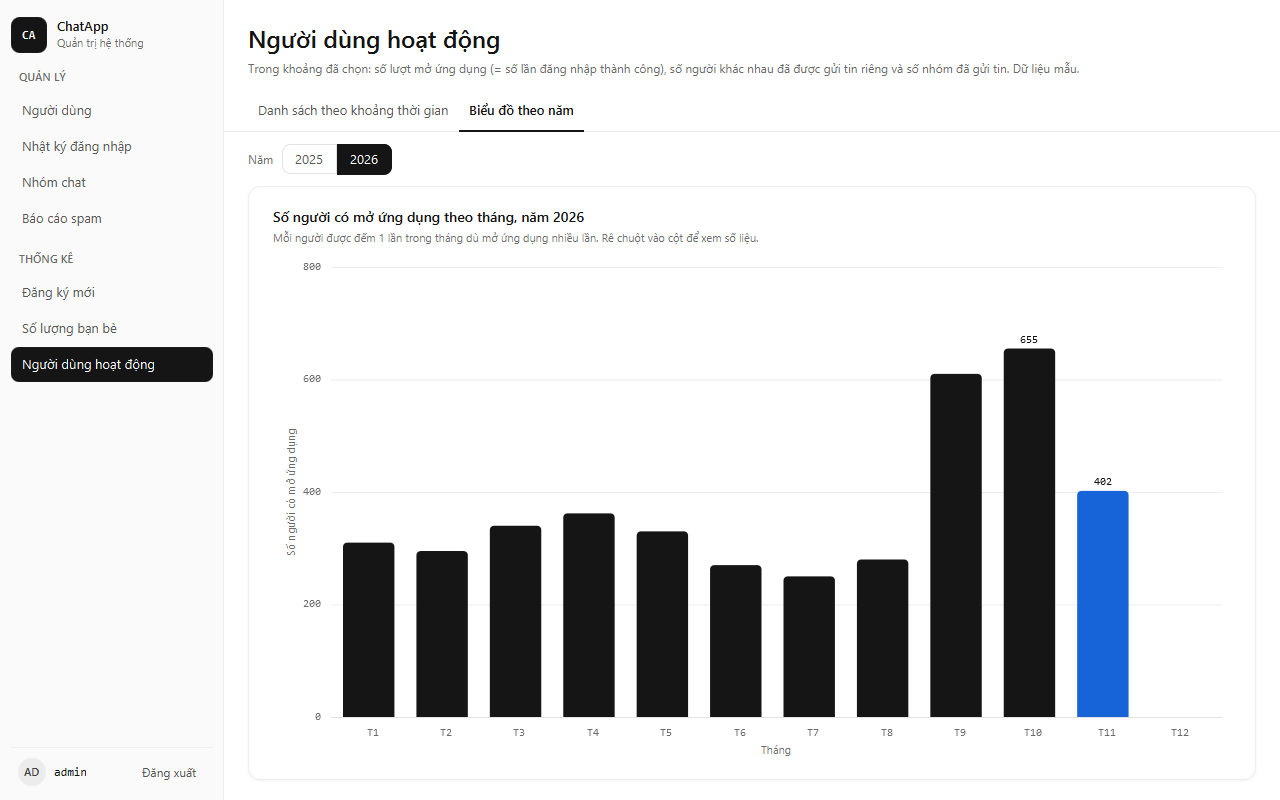 CA
ChatApp
Quản trị hệ thống
QUẢN LÝ
Người dùng
Nhật ký đăng nhập
Nhóm chat
Báo cáo spam
THỐNG KÊ
Đăng ký mới
Số lượng bạn bè
Người dùng hoạt động
AD
admin
Đăng xuất
Người dùng hoạt động
Trong khoảng đã chọn: số lượt mở ứng dụng (= số lần đăng nhập thành công), số người khác nhau đã được gửi tin riêng và số nhóm đã gửi tin. Dữ liệu mẫu.
Danh sách theo khoảng thời gian
Biểu đồ theo năm
Năm
2025
2026
Số người có mở ứng dụng theo tháng, năm 2026
Mỗi người được đếm 1 lần trong tháng dù mở ứng dụng nhiều lần. Rê chuột vào cột để xem số liệu.
Số người có mở ứng dụng
800
600
400
200
0
655
402
T1
T2
T3
T4
T5
T6
T7
T8
T9
T10
T11
T12
Tháng